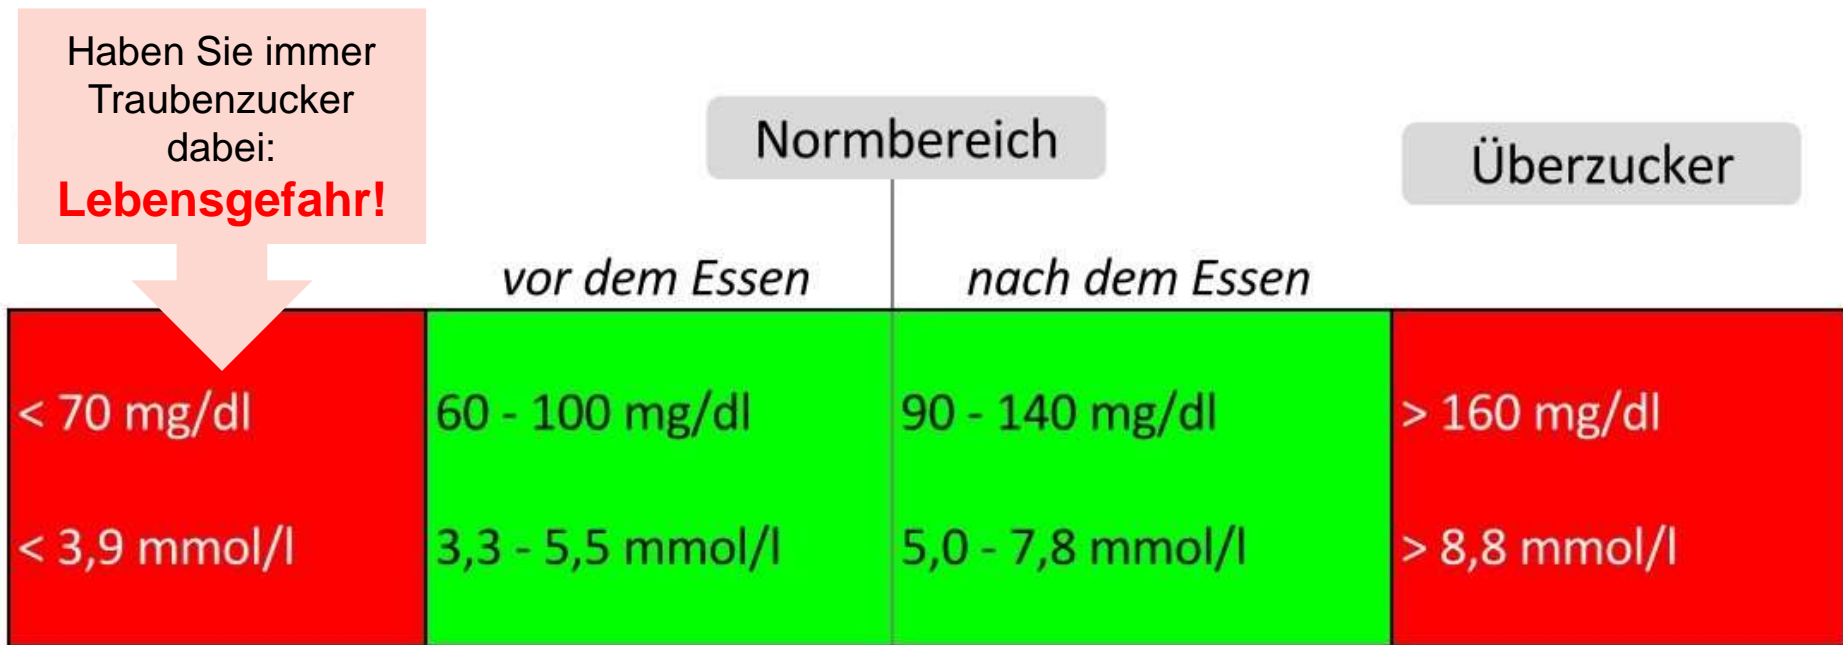 Haben Sie immer
Traubenzucker
dabei:
Lebensgefahr!
Normbereich
Überzucker
vor dem Essen
nach dem Essen
< 70 mg/dl
60 - 100 mg/dl
90 - 140 mg/dl
> 160 mg/dl
< 3,9 mmol/l
3,3 - 5,5 mmol/l
5,0 - 7,8 mmol/l
> 8,8 mmol/l